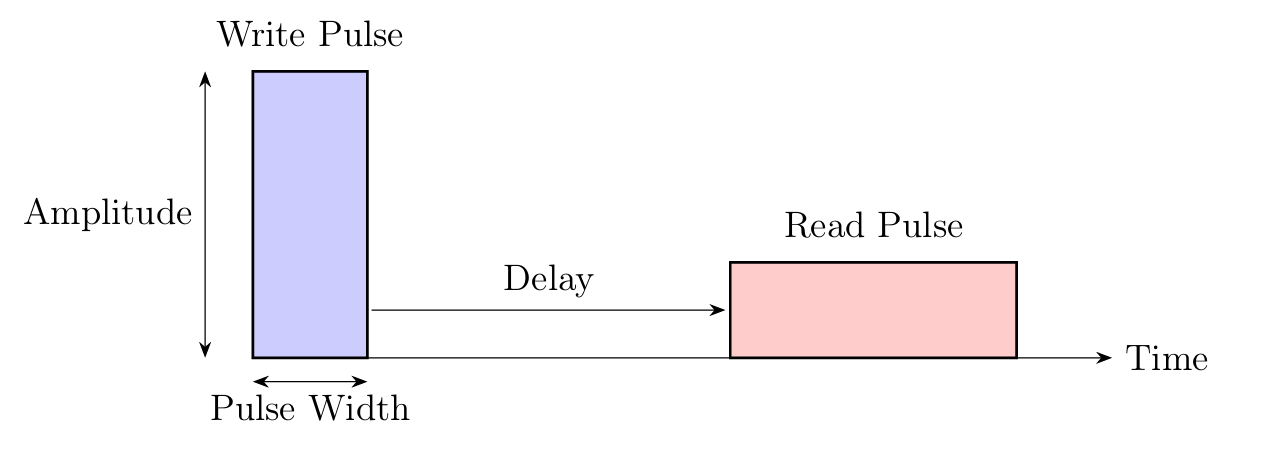 Write Pulse
Amplitude
Read Pulse
Delay
Time
Pulse Width